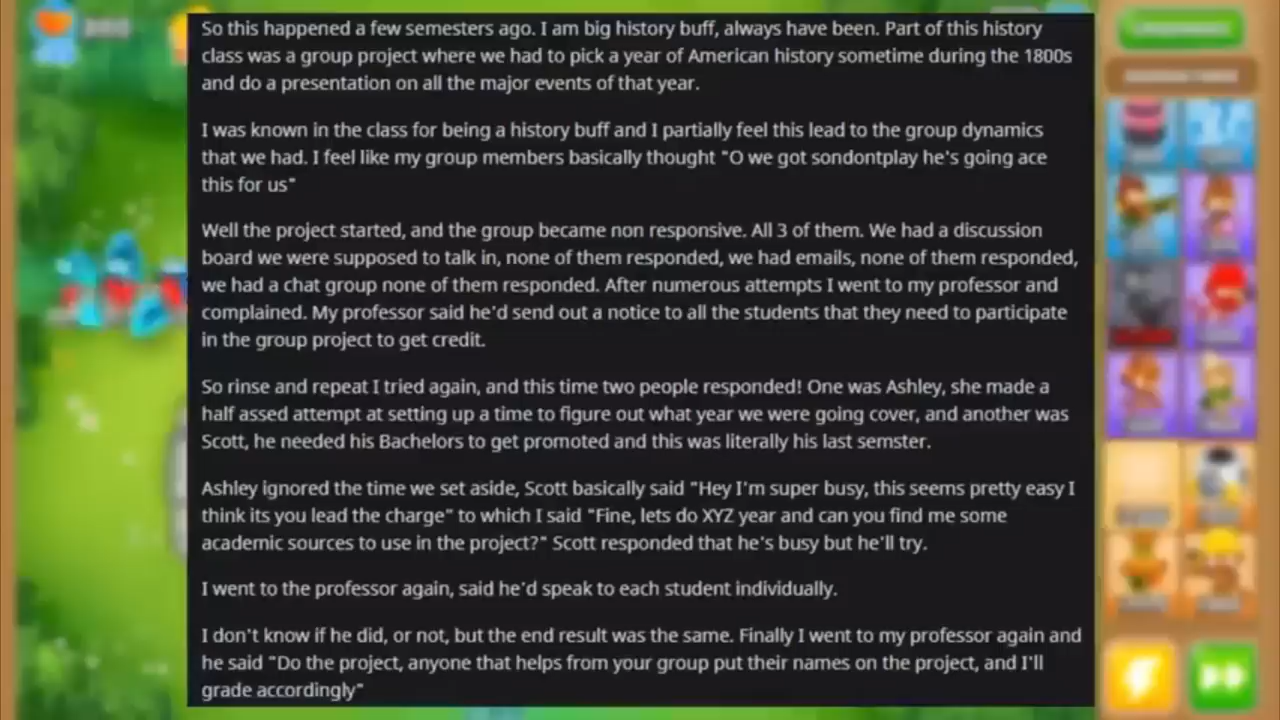 So this happened a few semesters ago. I am big history buff, always have been. Part of this history
class was a group project where we had to pick a year of American history sometime during the 1800s
and do a presentation on all the major events of that year.
I was known in the class for being a history buff and I partially feel this lead to the group dynamics
that we had. I feel like my group members basically thought "O we got sondontplay he's going ace
this for us"
Well the project started, and the group became non responsive. All 3 of them. We had a discussion
board we were supposed to talk in, none of them responded, we had emails, none of them responded,
we had a chat group none of them responded. After numerous attempts I went to my professor and
complained. My professor said he'd send out a notice to all the students that they need to participate
in the group project to get credit.
So rinse and repeat I tried again, and this time two people responded! One was Ashley, she made a
half assed attempt at setting up a time to figure out what year we were going cover, and another was
Scott, he needed his Bachelors to get promoted and this was literally his last semster.
Ashley ignored the time we set aside, Scott basically said "Hey I'm super busy, this seems pretty easy I
think its you lead the charge" to which I said "Fine, lets do XYZ year and can you find me some
academic sources to use in the project?" Scott responded that he's busy but he'll try.
I went to the professor again, said he'd speak to each student individually.
I don't know if he did, or not, but the end result was the same. Finally I went to my professor again and
he said "Do the project, anyone that helps from your group put their names on the project, and I'll
grade accordingly"